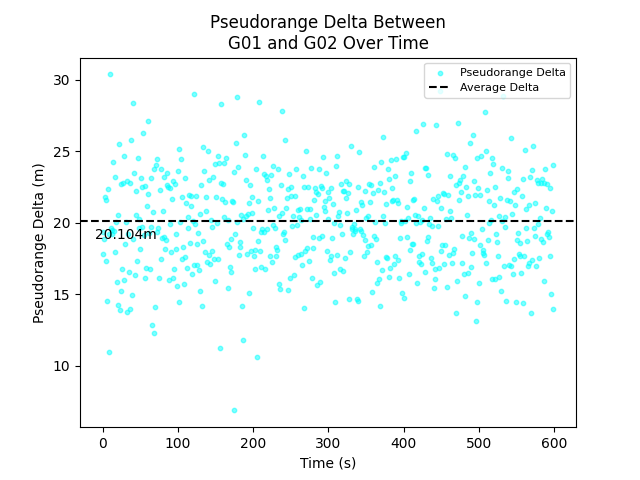 Pseudorange Delta Between
G01 and G02 Over Time
Pseudorange Delta
Average Delta
30
25
20
15
10
20.104m
Pseudorange Delta (m)
0 100 200 300 400 500 600
Time (s)